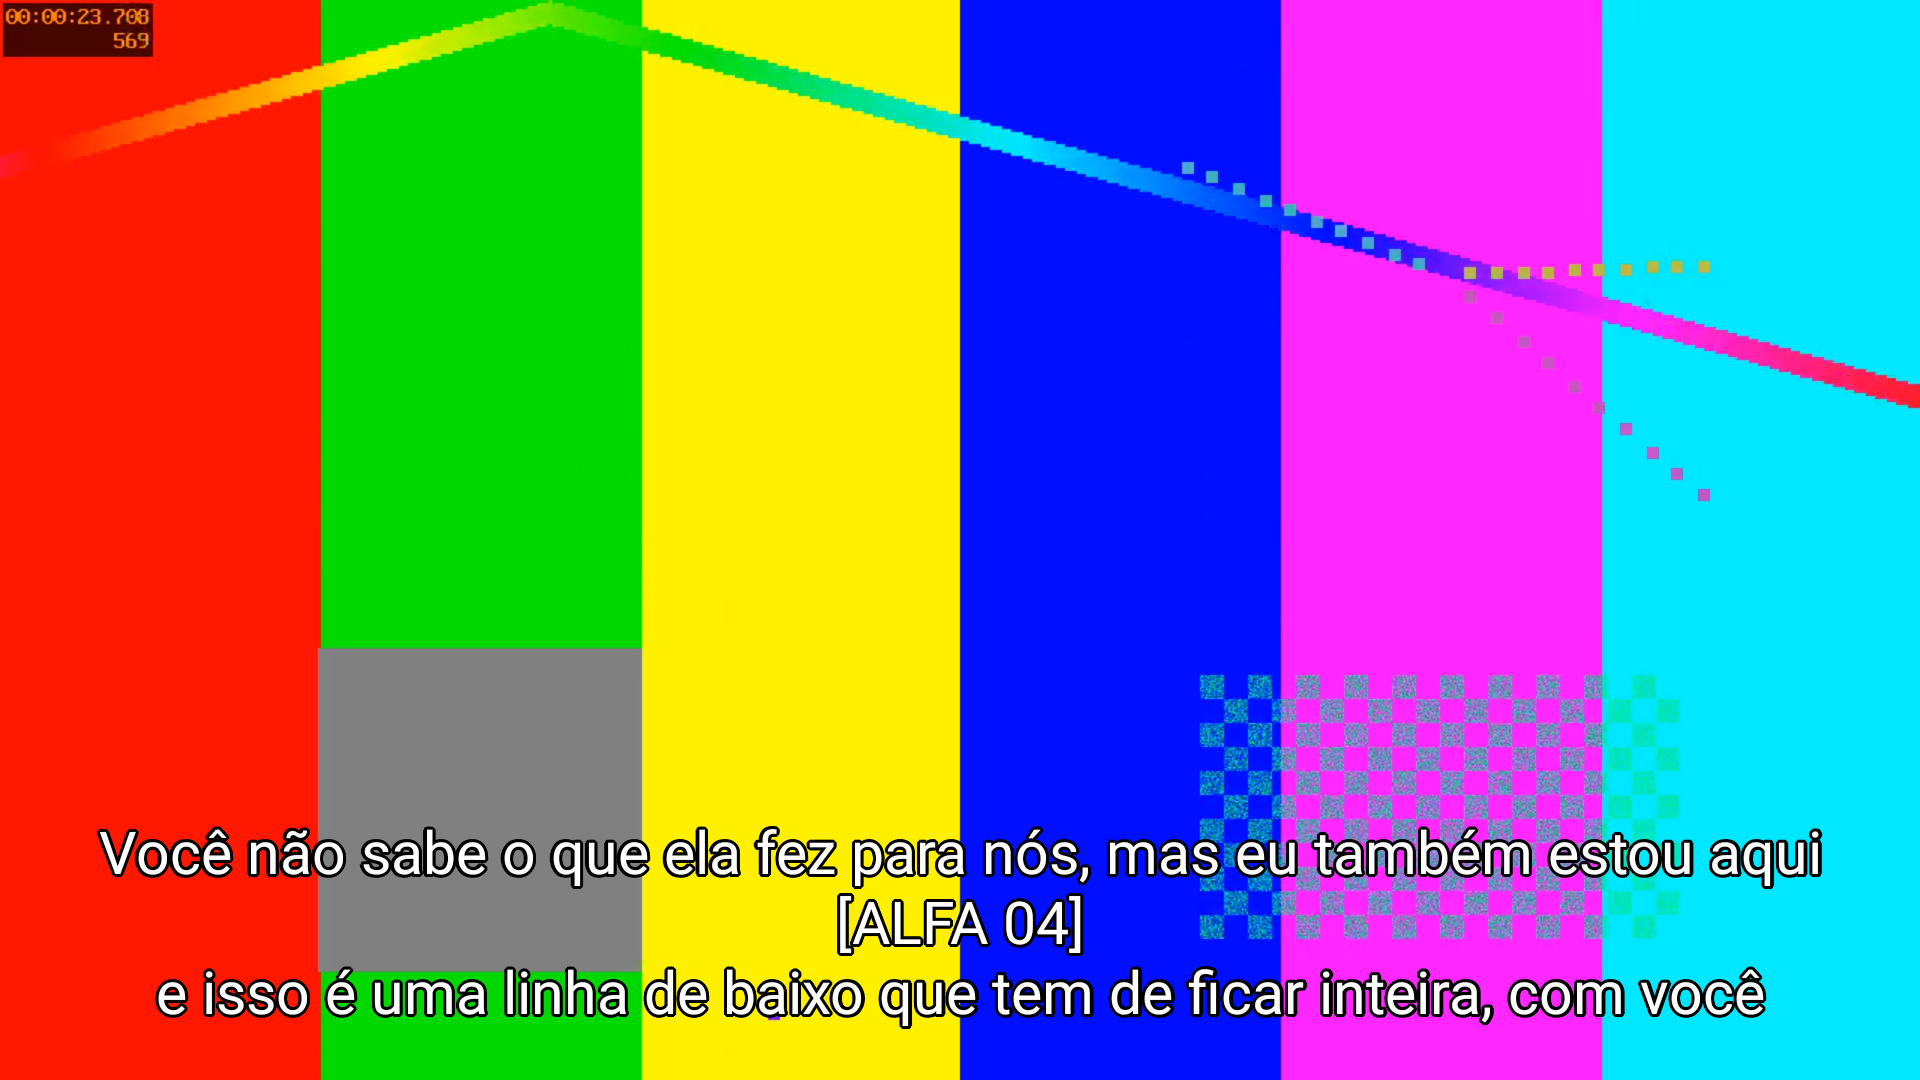 00:00:23.708
569
Você não sabe o que ela fez para nós, mas eu também estou aqui
[ALFA 04]
e isso é uma linha de baixo que tem de ficar inteira, com você